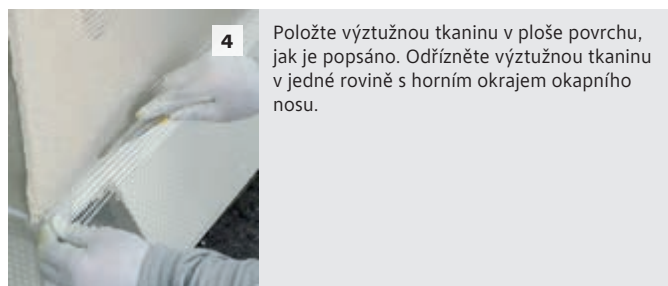 4
Položte výztužnou tkaninu v ploše povrchu,
jak je popsáno. Odřízněte výztužnou tkaninu
v jedné rovině s horním okrajem okapního
nosu.